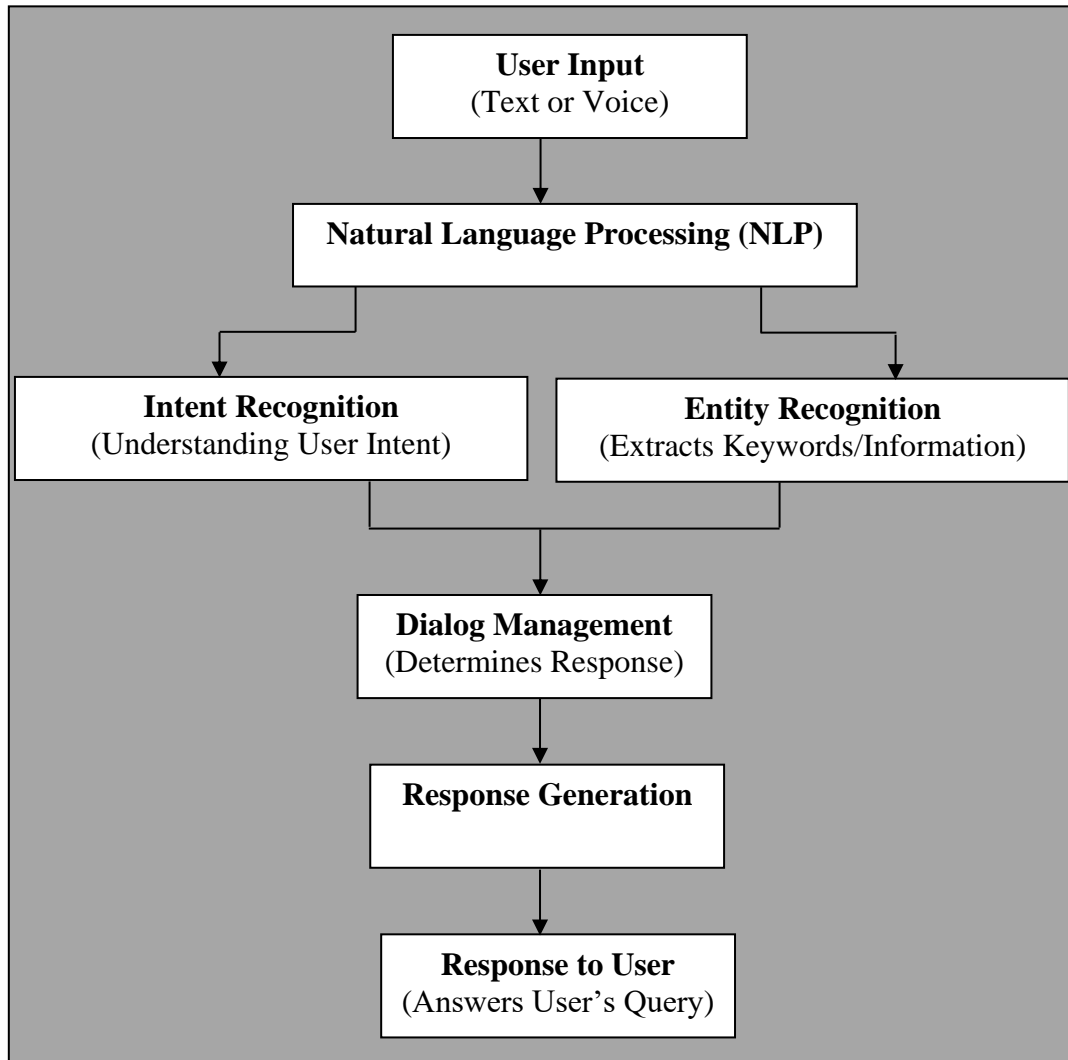 User Input
(Text or Voice)
Natural Language Processing (NLP)
Intent Recognition
(Understanding User Intent)
Entity Recognition
(Extracts Keywords/Information)
Dialog Management
(Determines Response)
Response Generation
Response to User
(Answers User’s Query)